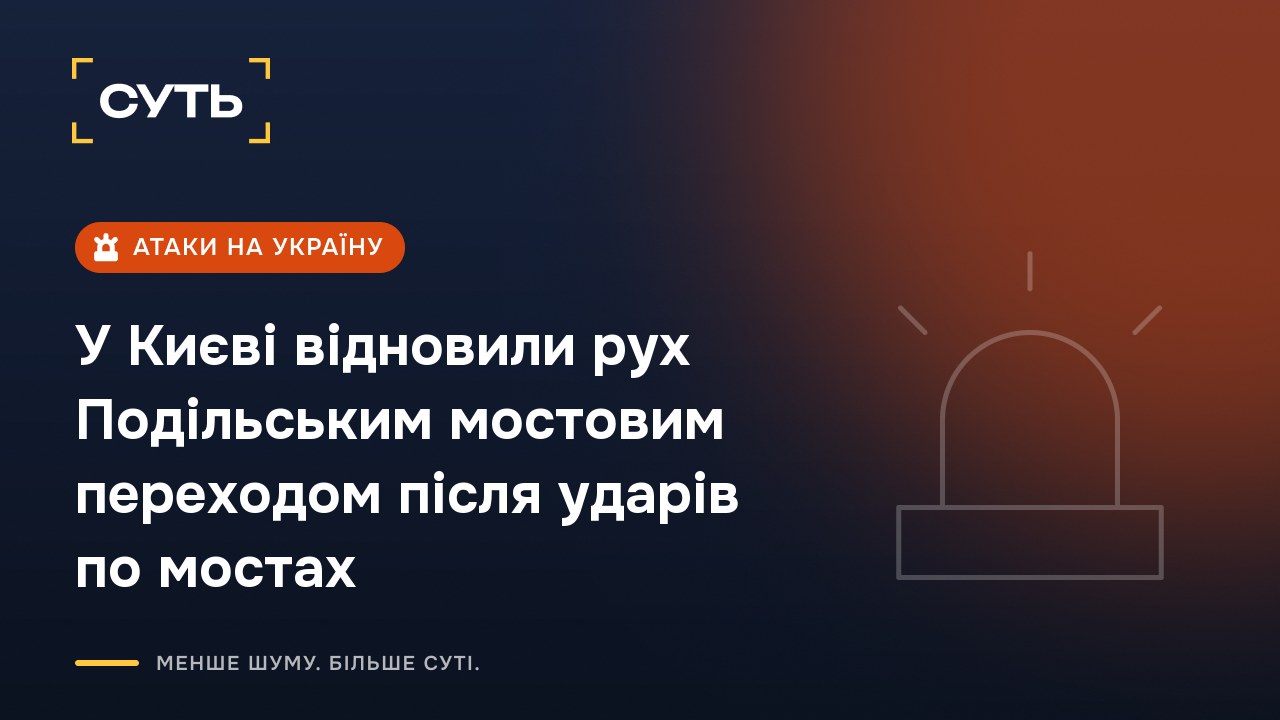 СУТЬ
АТАКИ НА УКРАЇНУ
У Києві відновили рух
Подільським мостовим
переходом після ударів
по мостах
МЕНШЕ ШУМУ. БІЛЬШЕ СУТІ.